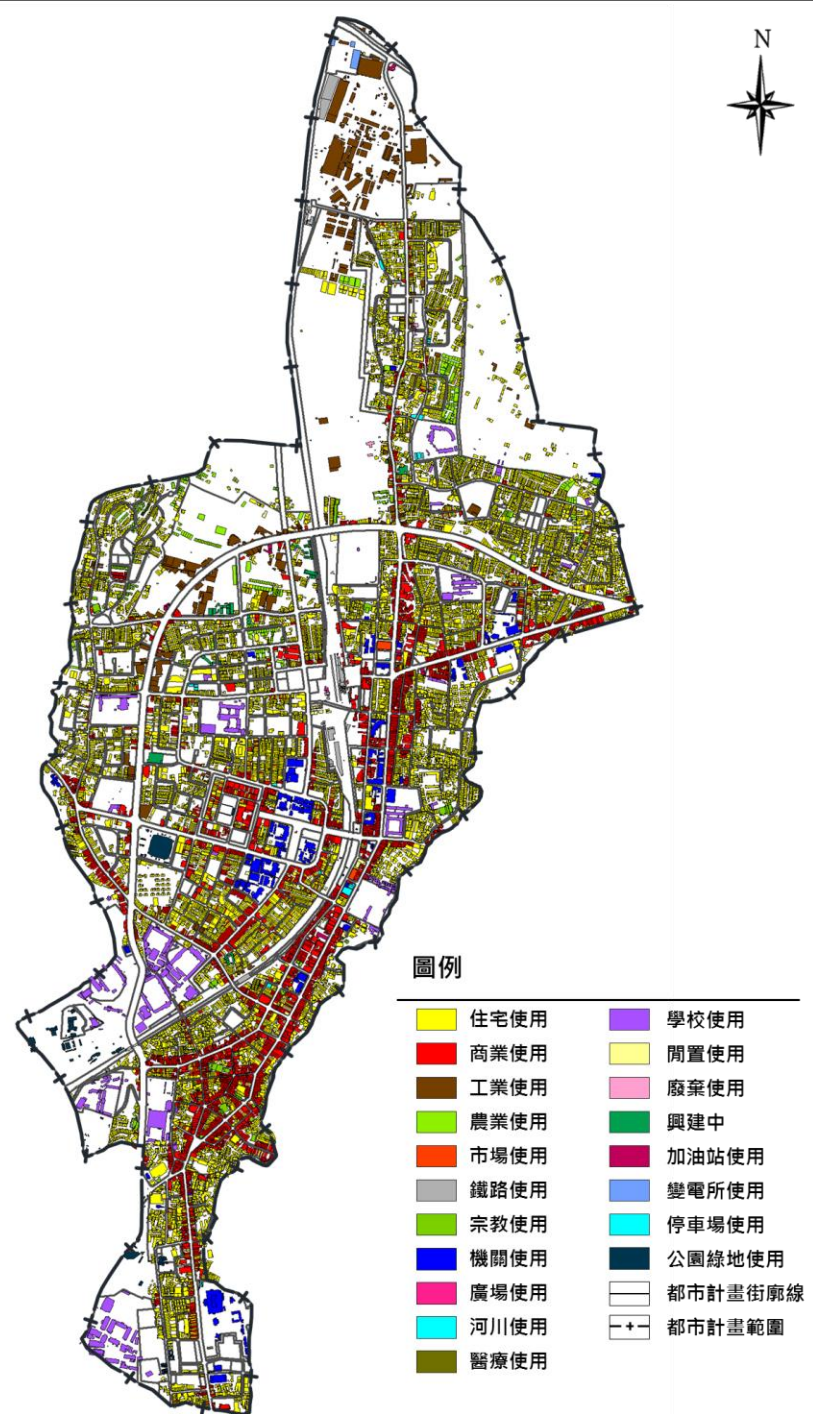 N
圖例
住宅使用
商業使用
工業使用
農業使用
市場使用
鐵路使用
宗教使用
機關使用
廣場使用
河川使用
醫療使用
學校使用
閒置使用
廢棄使用
興建中
加油站使用
變電所使用
停車場使用
公園綠地使用
都市計畫街廓線
都市計畫範圍